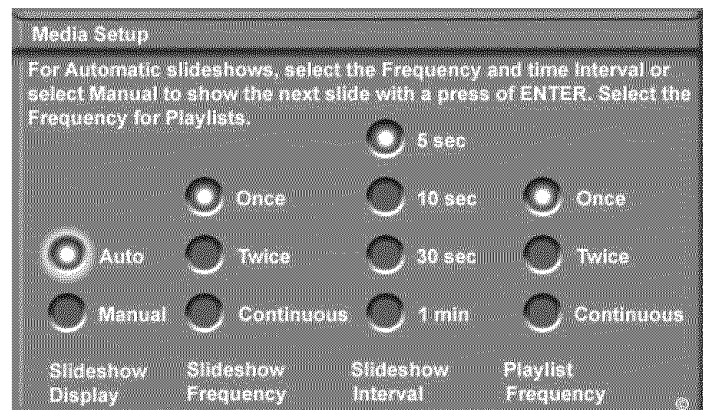 Media Setup
For Automatic slideshows, select the Frequency and time Interval or
select Manual to show the next slide with a press of ENTER. Select the
Frequency for Playlists.
5 sec
Once
10 sec
Once
Auto
Twice
30 sec
Twice
Manual
Continuous
1 min
Continuous
Slideshow
Display
Slideshow
Frequency
Slideshow
Interval
Playlist
Frequency
©